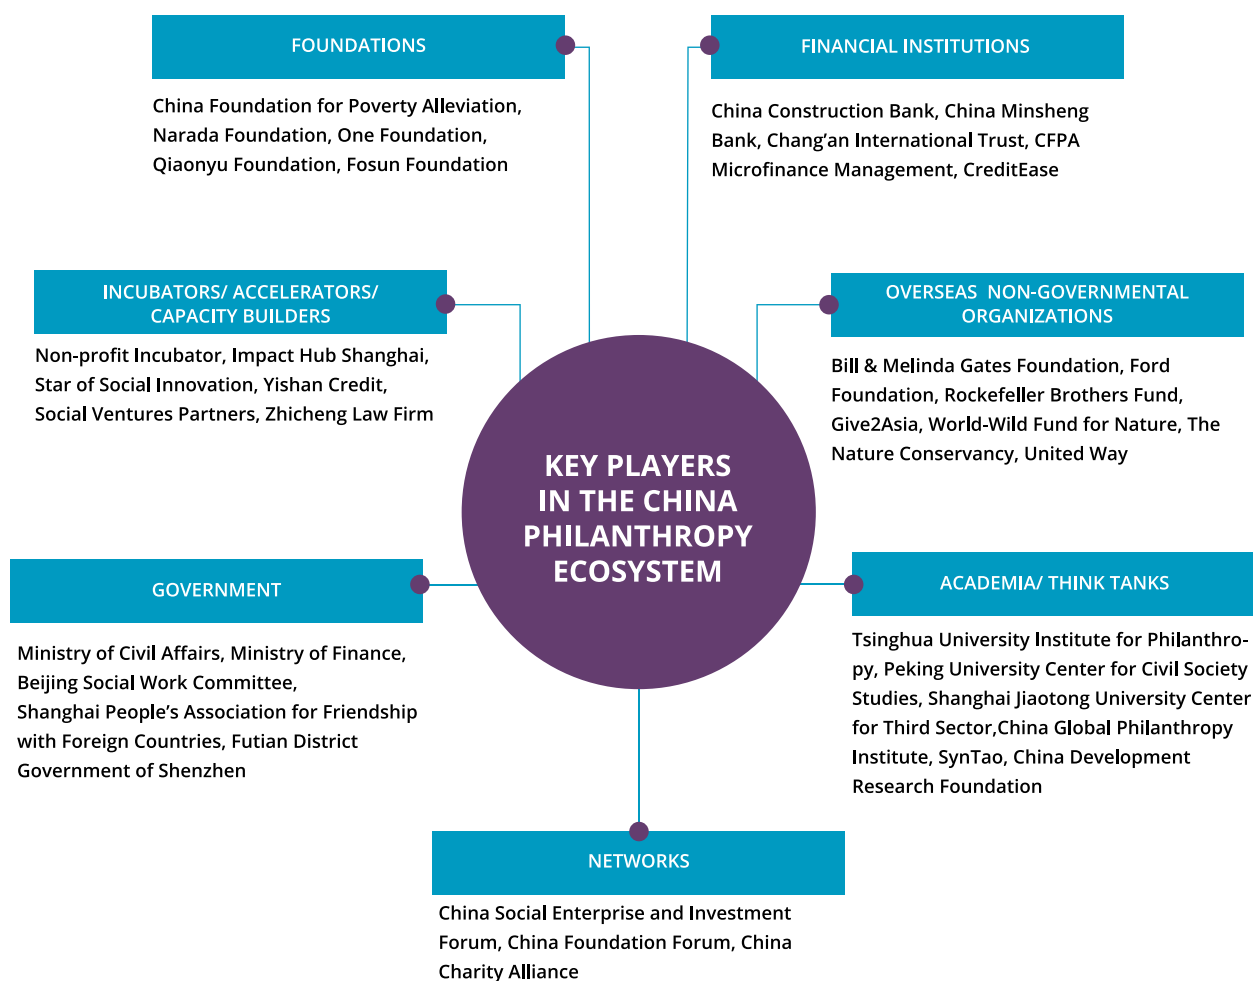 FOUNDATIONS
China Foundation for Poverty Alleviation,
Narada Foundation, One Foundation,
Qiaonyu Foundation, Fosun Foundation
FINANCIAL INSTITUTIONS
China Construction Bank, China Minsheng
Bank, Chang’an International Trust, CFPA
Microfinance Management, CreditEase
INCUBATORS/ ACCELERATORS/
CAPACITY BUILDERS
Non-profit Incubator, Impact Hub Shanghai,
Star of Social Innovation, Yishan Credit,
Social Ventures Partners, Zhicheng Law Firm
OVERSEAS NON-GOVERNMENTAL
ORGANIZATIONS
Bill & Melinda Gates Foundation, Ford
Foundation, Rockefeller Brothers Fund,
Give2Asia, World-Wild Fund for Nature, The
Nature Conservancy, United Way
KEY PLAYERS
IN THE CHINA
PHILANTHROPY
ECOSYSTEM
GOVERNMENT
Ministry of Civil Affairs, Ministry of Finance,
Beijing Social Work Committee,
Shanghai People’s Association for Friendship
with Foreign Countries, Futian District
Government of Shenzhen
ACADEMIA/ THINK TANKS
Tsinghua University Institute for Philanthro-
py, Peking University Center for Civil Society
Studies, Shanghai Jiaotong University Center
for Third Sector,China Global Philanthropy
Institute, SynTao, China Development
Research Foundation
NETWORKS
China Social Enterprise and Investment
Forum, China Foundation Forum, China
Charity Alliance